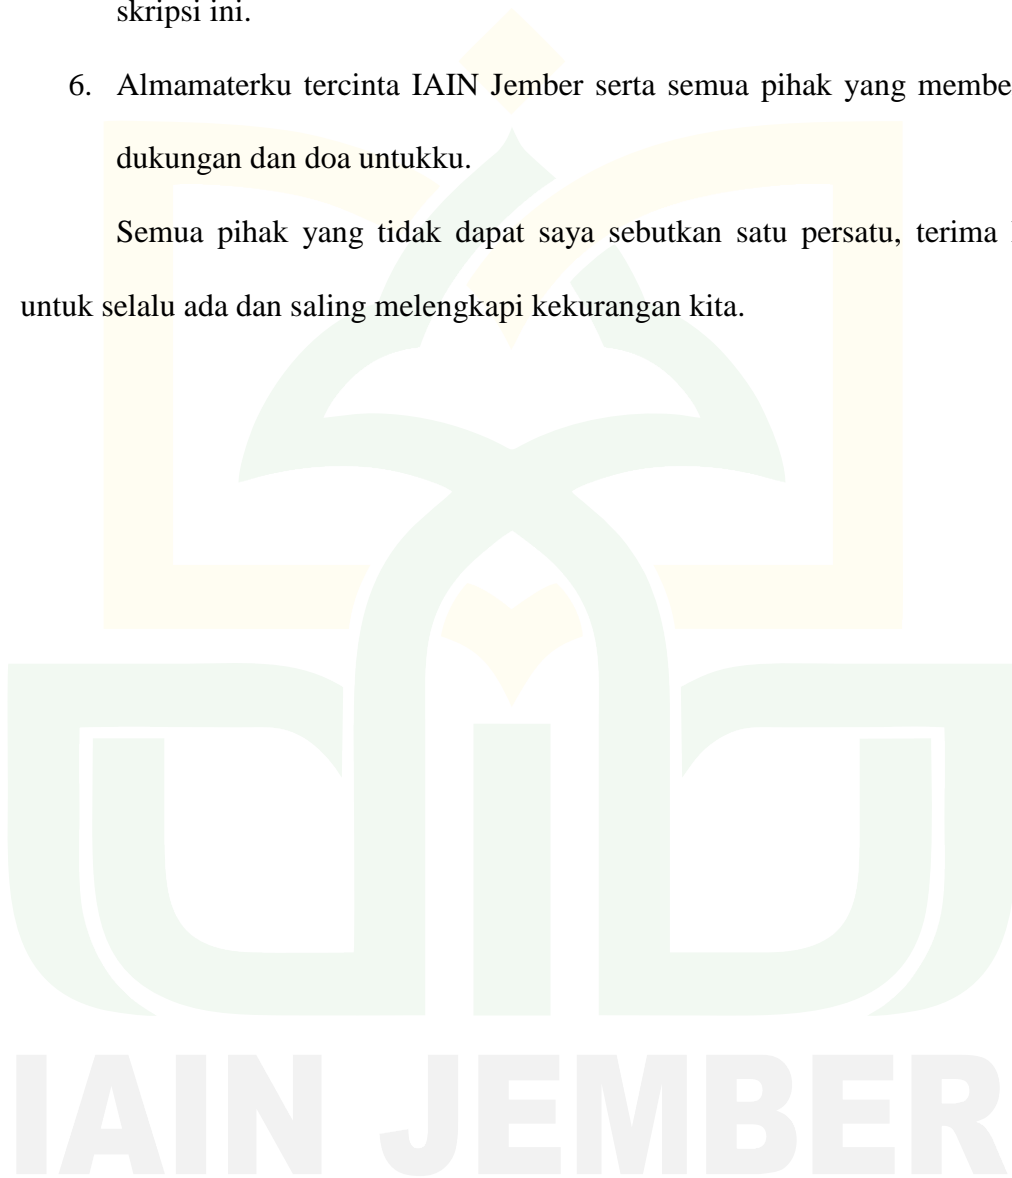 skripsi ini.
6. Almamaterku tercinta IAIN Jember serta semua pihak yang membe
dukungan dan doa untukku.
Semua pihak yang tidak dapat saya sebutkan satu persatu, terima
untuk selalu ada dan saling melengkapi kekurangan kita.
IAIN JEMBER